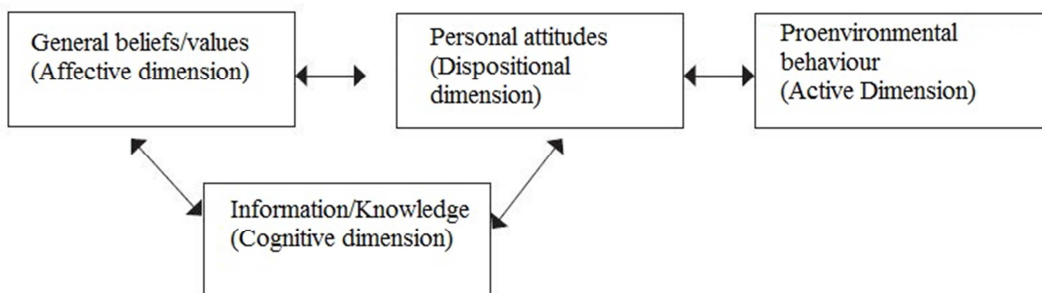 General beliefs/values
(Affective dimension)
Personal attitudes
(Dispositional
dimension)
Proenvironmental
behaviour
(Active Dimension)
Information/Knowledge
(Cognitive dimension)